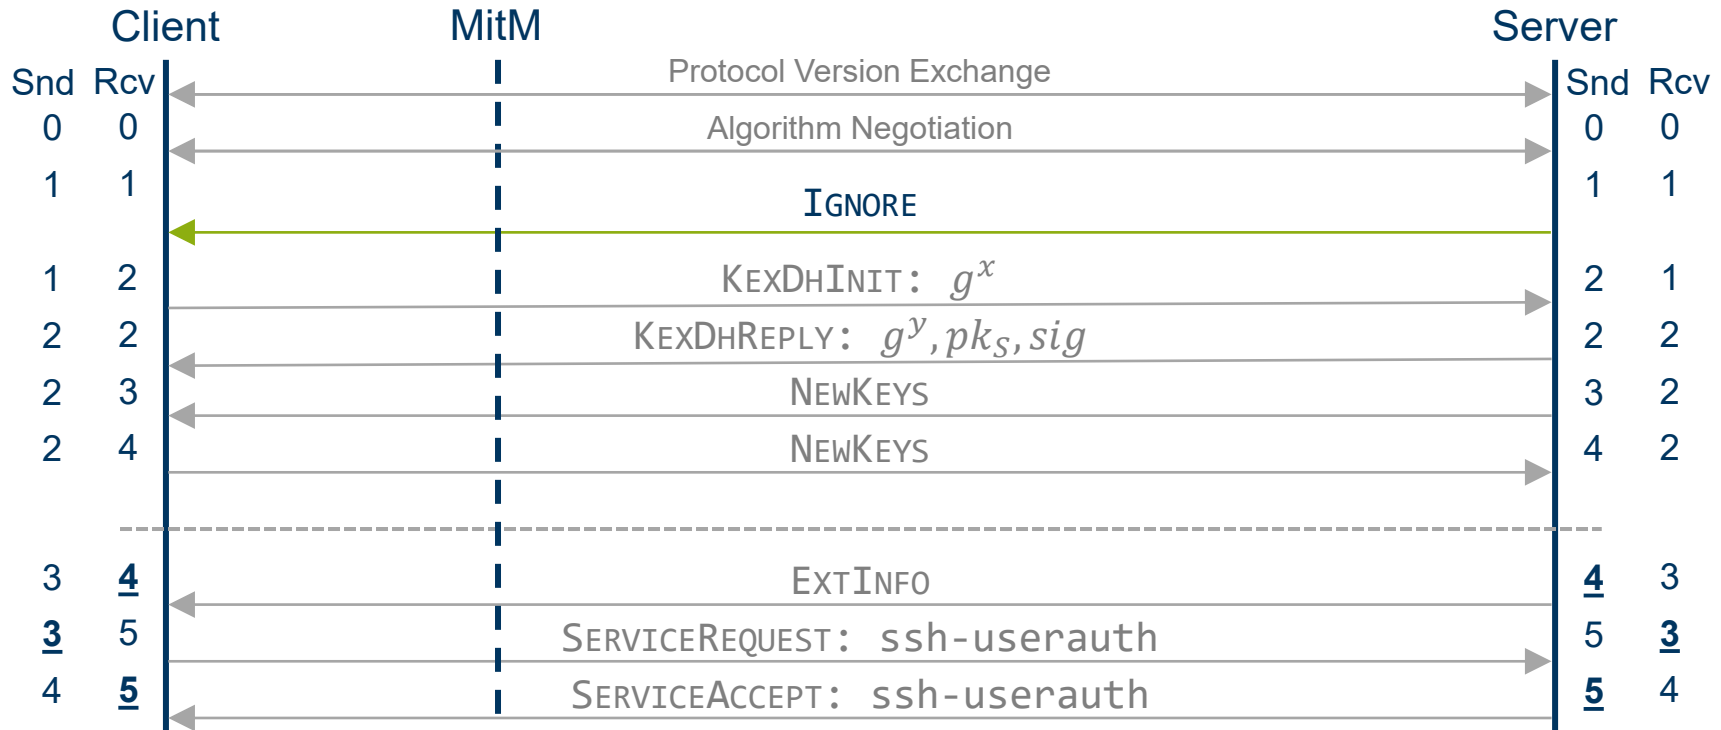 Client MitM Server
Snd Rcv Protocol Version Exchange Snd Rcv
0 0 Algorithm Negotiation 0 0
1 1 IGNORE 1 1
1 2 KEXDHINIT: g^x 2 1
2 2 KEXDHREPLY: g^y, pk_S, sig 2 2
2 3 NEWKEYS 3 2
2 4 NEWKEYS 4 2
3 4 EXTINFO 4 3
3 5 SERVICEREQUEST: ssh-userauth 5 3
4 5 SERVICEACCEPT: ssh-userauth 5 4